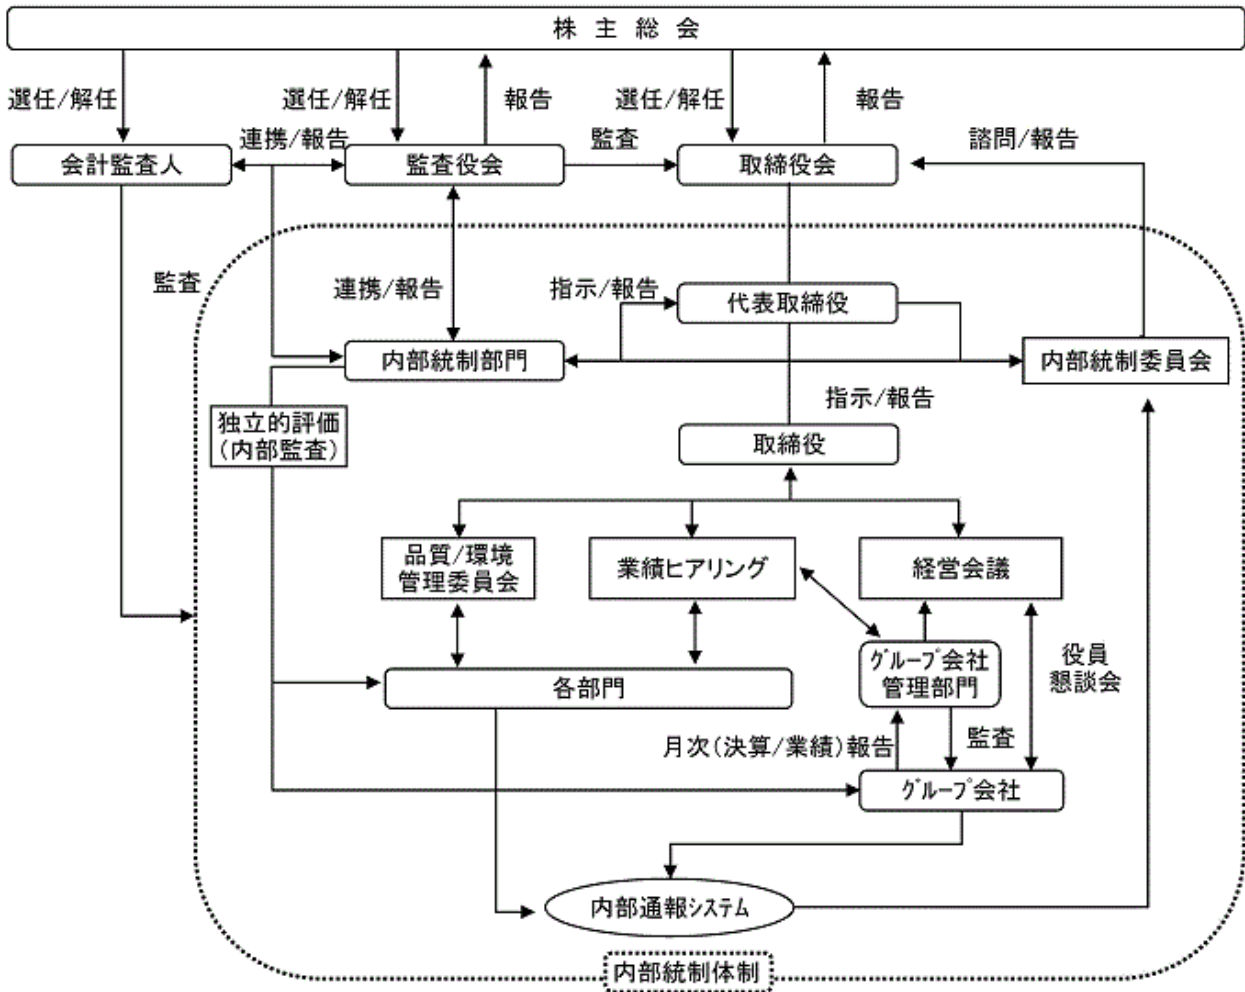 株主総会
選任/解任
選任/解任
報告
選任/解任
報告
連携/報告
監査
諮問/報告
会計監査人
監査役会
取締役会
監査
連携/報告
指示/報告
代表取締役
内部統制部門
内部統制委員会
指示/報告
独立的評価
(内部監査)
取締役
品質/環境
管理委員会
業績ヒアリング
経営会議
グループ会社
管理部門
役員
懇談会
各部門
月次(決算/業績)報告
監査
グループ会社
内部通報システム
内部統制体制